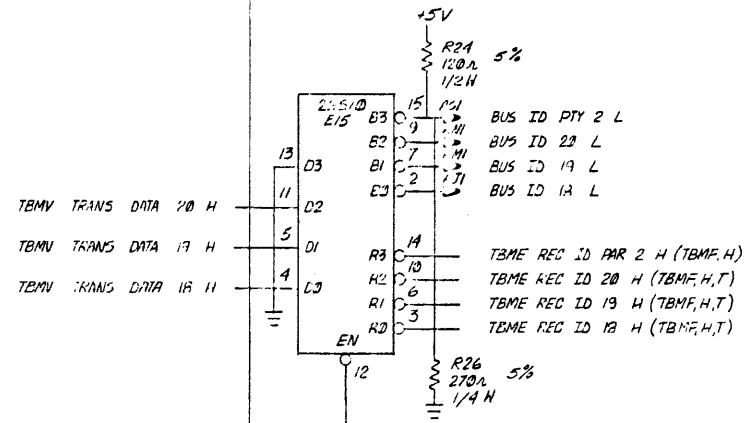 +5V
R24 5%
120Ω
1/2 W
E15
15 B3 BUS ID PTY 2 L
9 B2 BUS ID 20 L
13 D3 7 B1 BUS ID 19 L
2 BUS ID 18 L
TBMV TRANS DATA 20 H 11 D2
TBMV TRANS DATA 19 H 5 D1
14 R3 TBME REC ID PAR 2 H (TBMF,H)
TBMV TRANS DATA 18 H 4 D0
10 R2 TBME REC ID 20 H (TBMF,H,T)
6 R1 TBME REC ID 19 H (TBMF,H,T)
3 R0 TBME REC ID 18 H (TBMF,H,T)
EN
12
R26 5%
270Ω
1/4 W